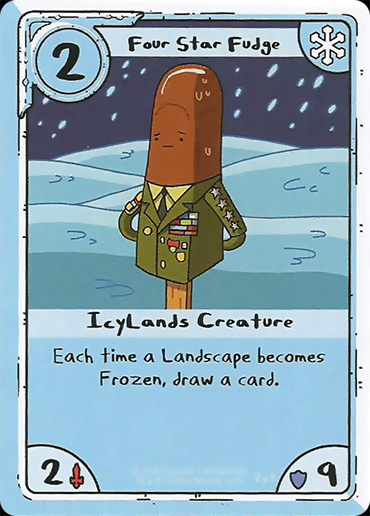 2
Four Star Fudge
IcyLands Creature
Each time a Landscape becomes
Frozen, draw a card.
2
9